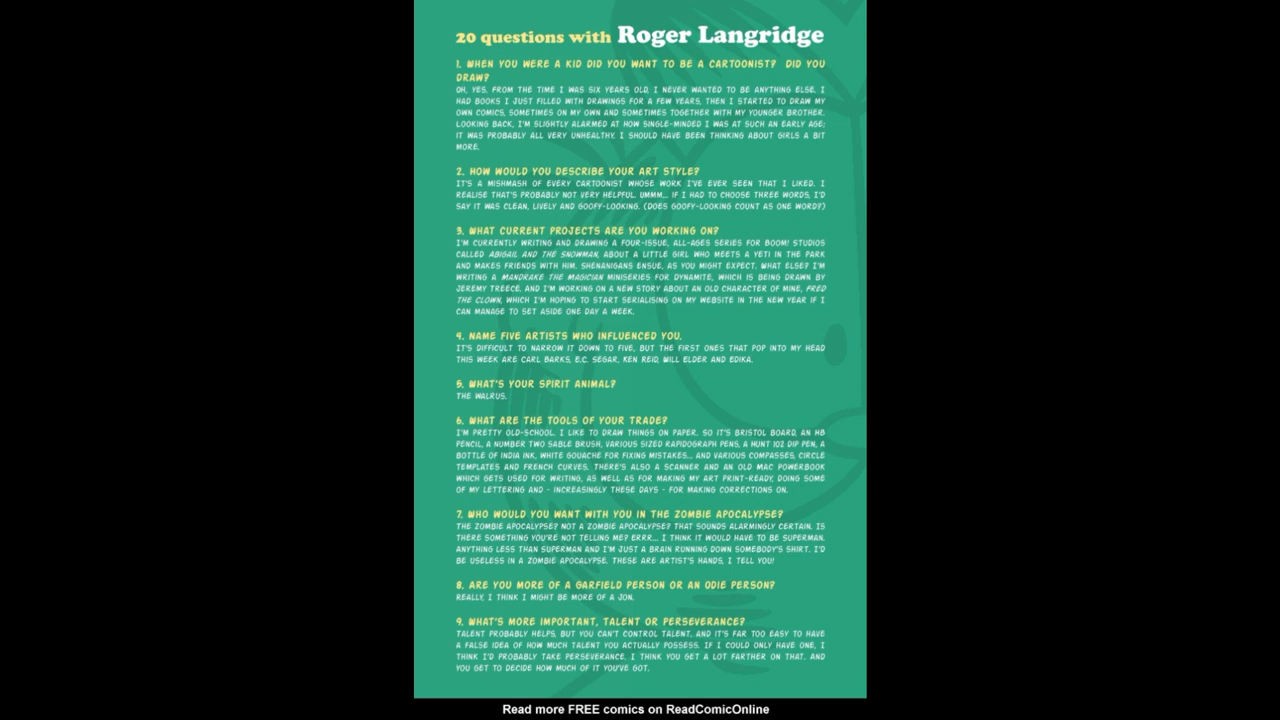 20 questions with Roger Langridge
1. WHEN YOU WERE A KID DID YOU WANT TO BE A CARTOONIST? DID YOU
DRAW?
OH, YES. FROM THE TIME I WAS SIX YEARS OLD, I NEVER WANTED TO BE ANYTHING ELSE. I
HAD BOOKS I JUST FILLED WITH DRAWINGS FOR A FEW YEARS, THEN I STARTED TO DRAW MY
OWN COMICS, SOMETIMES ON MY OWN AND SOMETIMES TOGETHER WITH MY YOUNGER BROTHER.
LOOKING BACK, I'M SLIGHTLY ALARMED AT HOW SINGLE-MINDED I WAS AT SUCH AN EARLY AGE;
IT WAS PROBABLY ALL VERY UNHEALTHY. I SHOULD HAVE BEEN THINKING ABOUT GIRLS A BIT
MORE.
2. HOW WOULD YOU DESCRIBE YOUR ART STYLE?
IT'S A MISHMASH OF EVERY CARTOONIST WHOSE WORK I'VE EVER SEEN THAT I LIKED. I
REALISE THAT'S PROBABLY NOT VERY HELPFUL. UMMM... IF I HAD TO CHOOSE THREE WORDS, I'D
SAY IT WAS CLEAN, LIVELY AND GOOFY-LOOKING. (DOES GOOFY-LOOKING COUNT AS ONE WORD?)
3. WHAT CURRENT PROJECTS ARE YOU WORKING ON?
I'M CURRENTLY WRITING AND DRAWING A FOUR-ISSUE, ALL-AGES SERIES FOR BOOM! STUDIOS
CALLED ABIGAIL AND THE SNOWMAN, ABOUT A LITTLE GIRL WHO MEETS A YETI IN THE PARK
AND MAKES FRIENDS WITH HIM. SHENANIGANS ENSUE, AS YOU MIGHT EXPECT. WHAT ELSE? I'M
WRITING A MANDRAKE THE MAGICIAN MINISERIES FOR DYNAMITE, WHICH IS BEING DRAWN BY
JEREMY TREECE. AND I'M WORKING ON A NEW STORY ABOUT AN OLD CHARACTER OF MINE, FRED
THE CLOWN, WHICH I'M HOPING TO START SERIALISING ON MY WEBSITE IN THE NEW YEAR IF I
CAN MANAGE TO SET ASIDE ONE DAY A WEEK.
4. NAME FIVE ARTISTS WHO INFLUENCED YOU.
IT'S DIFFICULT TO NARROW IT DOWN TO FIVE, BUT THE FIRST ONES THAT POP INTO MY HEAD
THIS WEEK ARE CARL BARKS, E.C. SEGAR, KEN REID, WILL ELDER AND EDIKA.
5. WHAT'S YOUR SPIRIT ANIMAL?
THE WALRUS.
6. WHAT ARE THE TOOLS OF YOUR TRADE?
I'M PRETTY OLD-SCHOOL. I LIKE TO DRAW THINGS ON PAPER. SO IT'S BRISTOL BOARD, AN HB
PENCIL, A NUMBER TWO SABLE BRUSH, VARIOUS SIZED RAPIDOGRAPH PENS, A HUNT 102 DIP PEN, A
BOTTLE OF INDIA INK, WHITE GOUACHE FOR FIXING MISTAKES... AND VARIOUS COMPASSES, CIRCLE
TEMPLATES AND FRENCH CURVES. THERE'S ALSO A SCANNER AND AN OLD MAC POWERBOOK
WHICH GETS USED FOR WRITING, AS WELL AS FOR MAKING MY ART PRINT-READY, DOING SOME
OF MY LETTERING AND - INCREASINGLY THESE DAYS - FOR MAKING CORRECTIONS ON.
7. WHO WOULD YOU WANT WITH YOU IN THE ZOMBIE APOCALYPSE?
THE ZOMBIE APOCALYPSE? NOT A ZOMBIE APOCALYPSE? THAT SOUNDS ALARMINGLY CERTAIN. IS
THERE SOMETHING YOU'RE NOT TELLING ME? ERRR... I THINK IT WOULD HAVE TO BE SUPERMAN.
ANYTHING LESS THAN SUPERMAN AND I'M JUST A BRAIN RUNNING DOWN SOMEBODY'S SHIRT. I'D
BE USELESS IN A ZOMBIE APOCALYPSE. THESE ARE ARTIST'S HANDS, I TELL YOU!
8. ARE YOU MORE OF A GARFIELD PERSON OR AN ODIE PERSON?
REALLY, I THINK I MIGHT BE MORE OF A JON.
9. WHAT'S MORE IMPORTANT, TALENT OR PERSEVERANCE?
TALENT PROBABLY HELPS, BUT YOU CAN'T CONTROL TALENT, AND IT'S FAR TOO EASY TO HAVE
A FALSE IDEA OF HOW MUCH TALENT YOU ACTUALLY POSSESS. IF I COULD ONLY HAVE ONE, I
THINK I'D PROBABLY TAKE PERSEVERANCE. I THINK YOU GET A LOT FARTHER ON THAT. AND
YOU GET TO DECIDE HOW MUCH OF IT YOU'VE GOT.
Read more FREE comics on ReadComicOnline